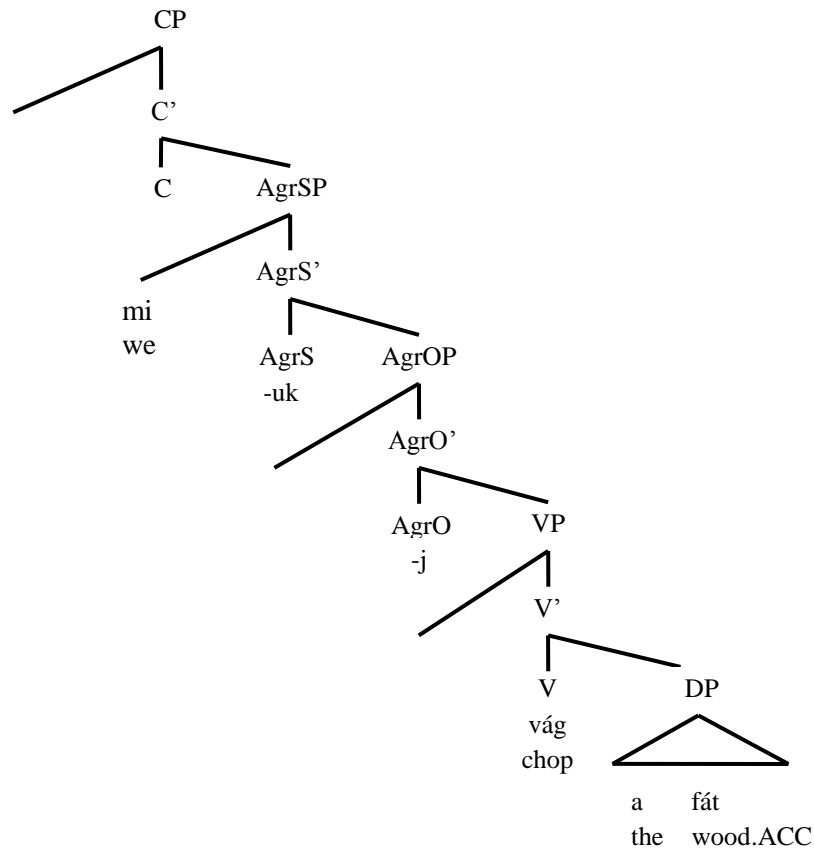 CP
C’
C AgrSP
AgrS’
mi
we
AgrS AgrOP
-uk
AgrO’
AgrO VP
-j
V’
V DP
vág
chop
a fát
the wood.ACC